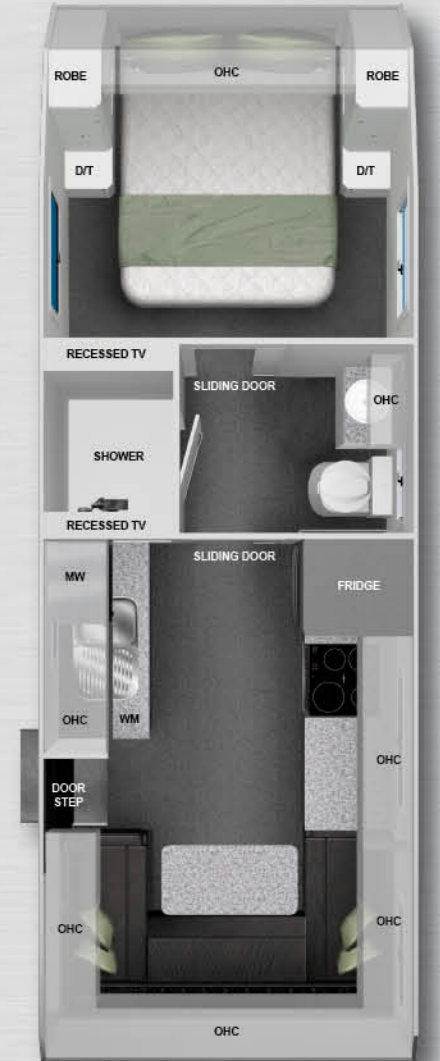 ROBE
OHC
ROBE
D/T
D/T
RECESSED TV
SLIDING DOOR
OHC
SHOWER
RECESSED TV
SLIDING DOOR
MW
FRIDGE
OHC
WM
OHC
DOOR
STEP
OHC
OHC
OHC